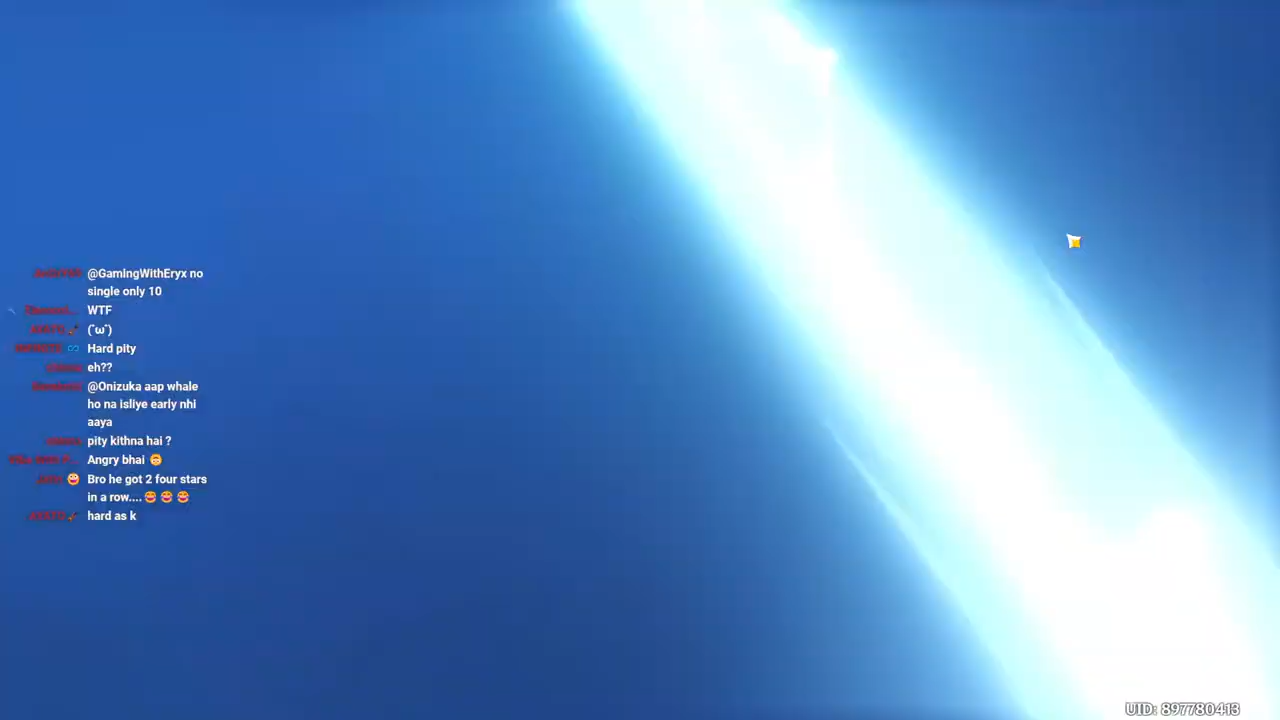 @GamingWithEryx no
single only 10
WTF
(˘ω˘)
Hard pity
eh??
@Onizuka aap whale
ho na isliye early nhi
aaya
pity kithna hai ?
Angry bhai 🙃
Bro he got 2 four stars
in a row.... 🥰 🥰 🥰
hard as k
UID: 897780413